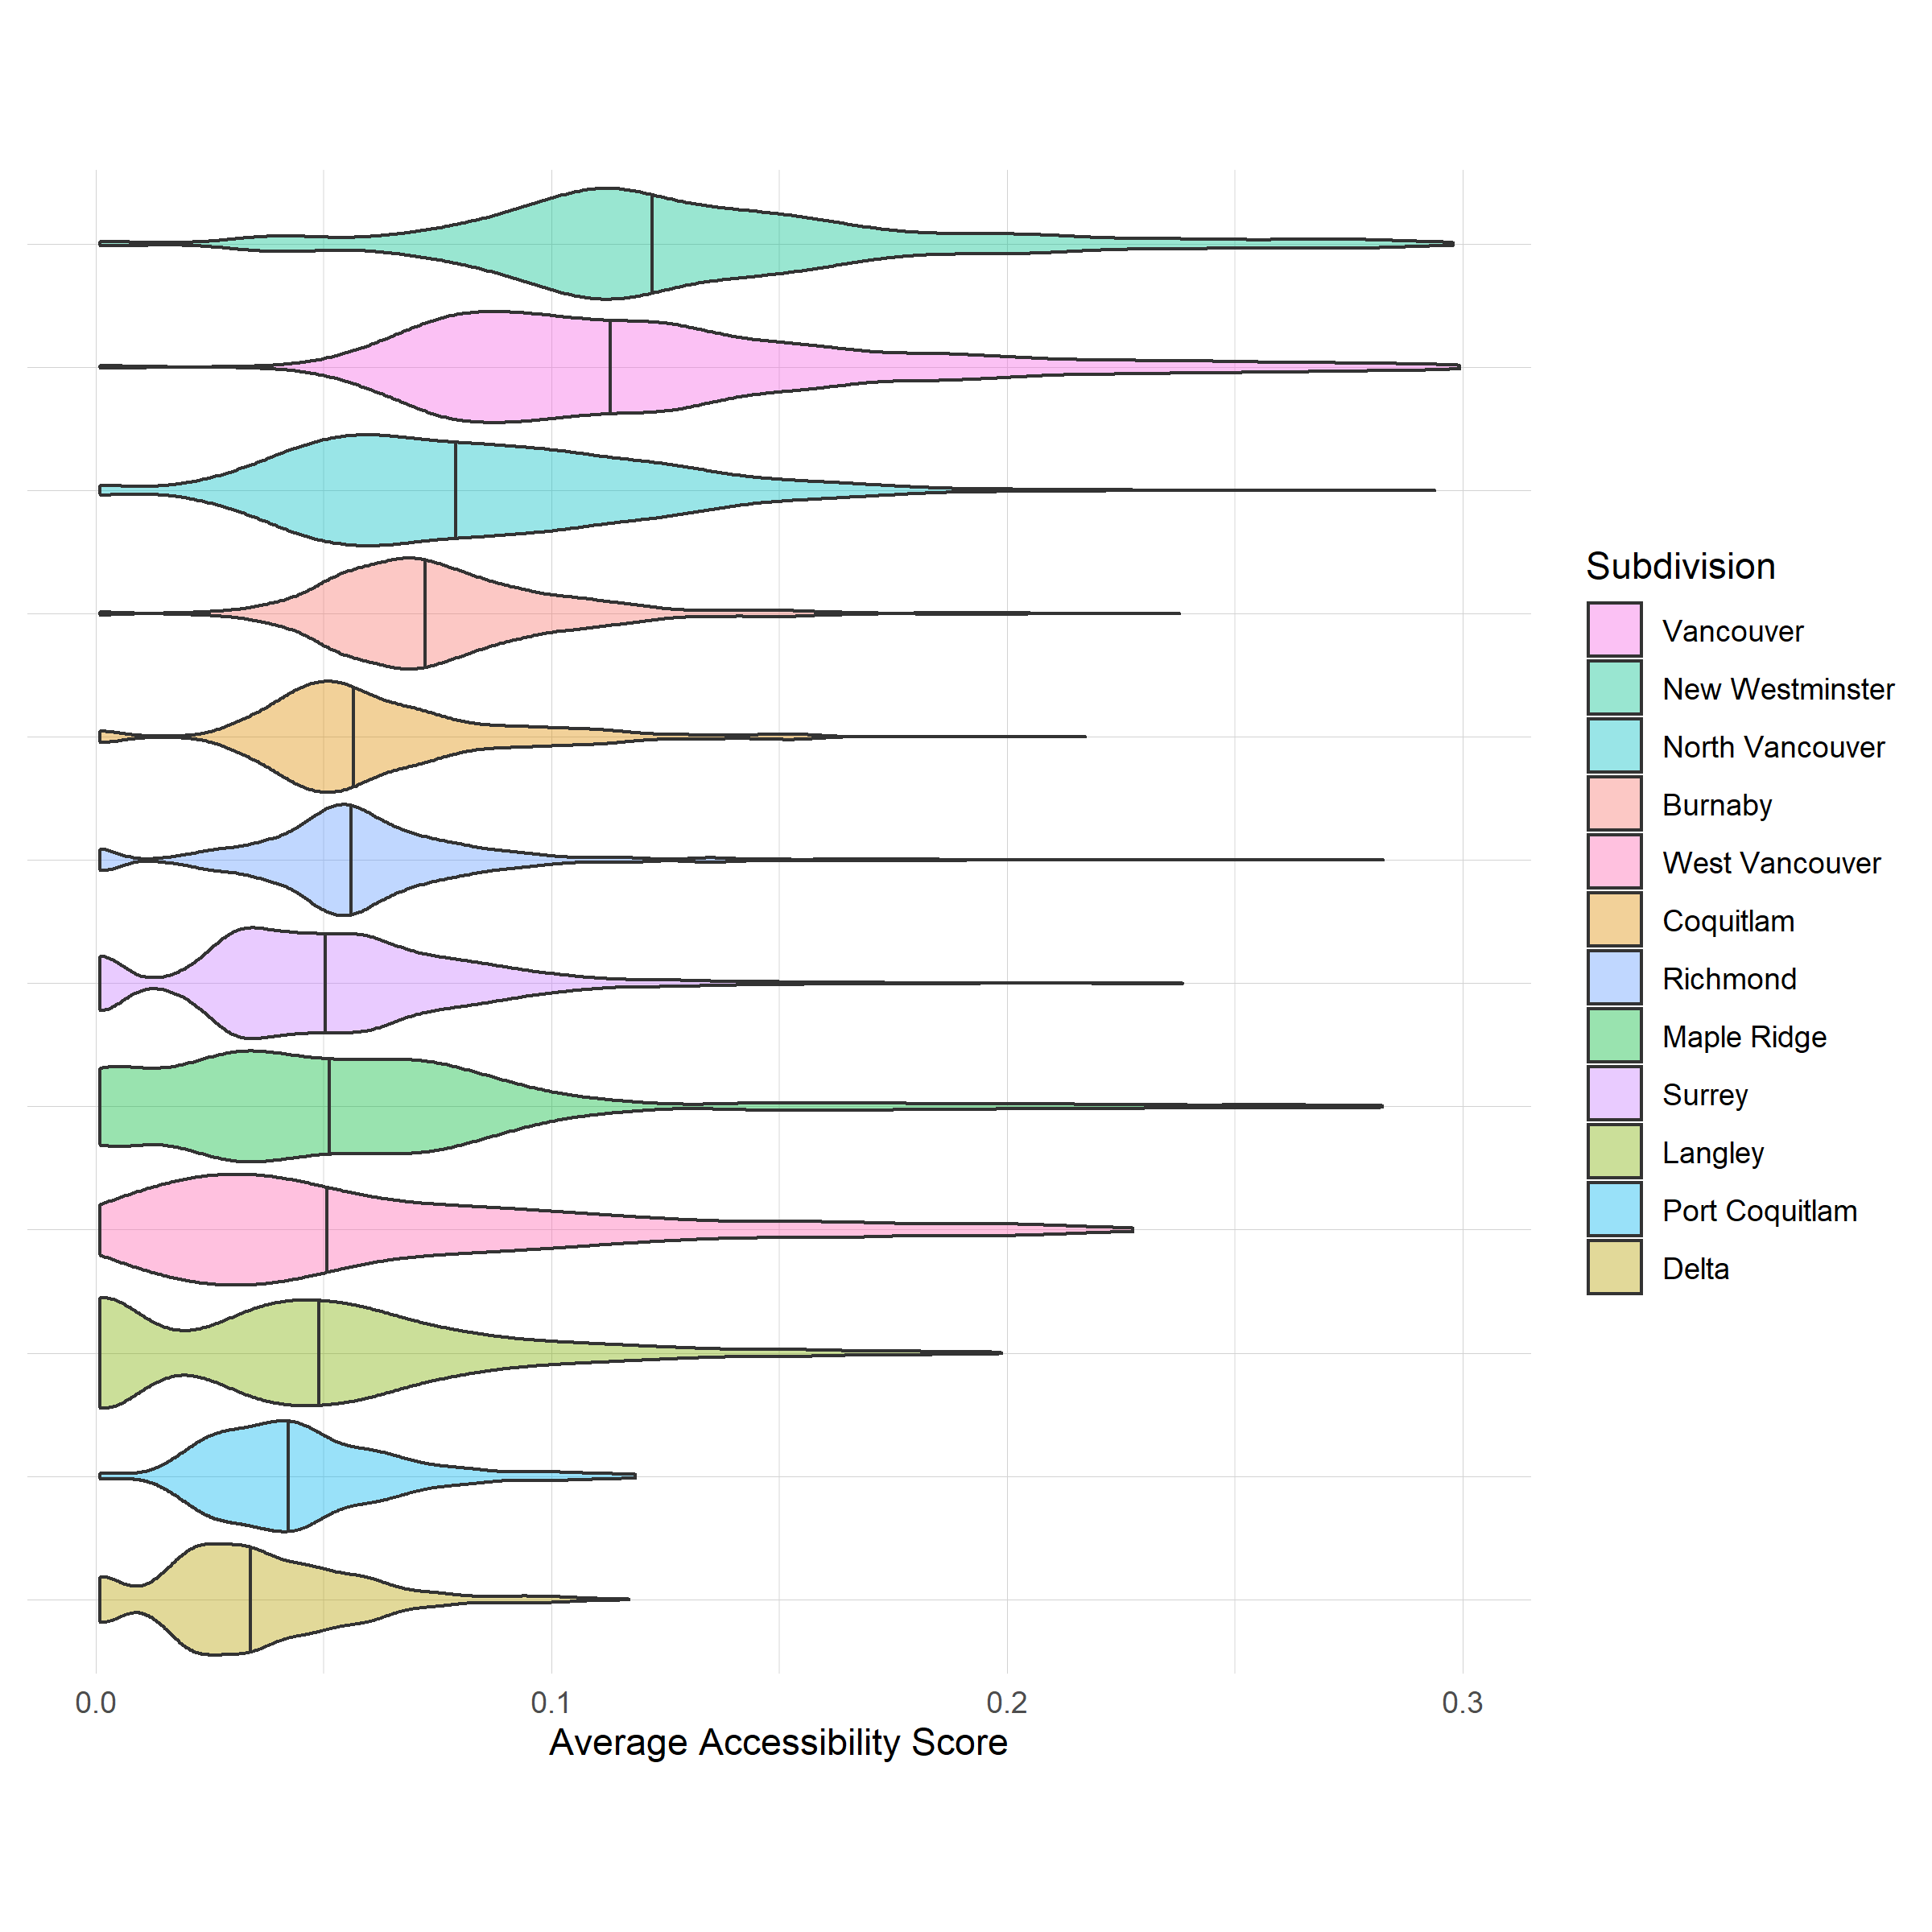 Subdivision
Vancouver
New Westminster
North Vancouver
Burnaby
West Vancouver
Coquitlam
Richmond
Maple Ridge
Surrey
Langley
Port Coquitlam
Delta
0.0 0.1 0.2 0.3
Average Accessibility Score